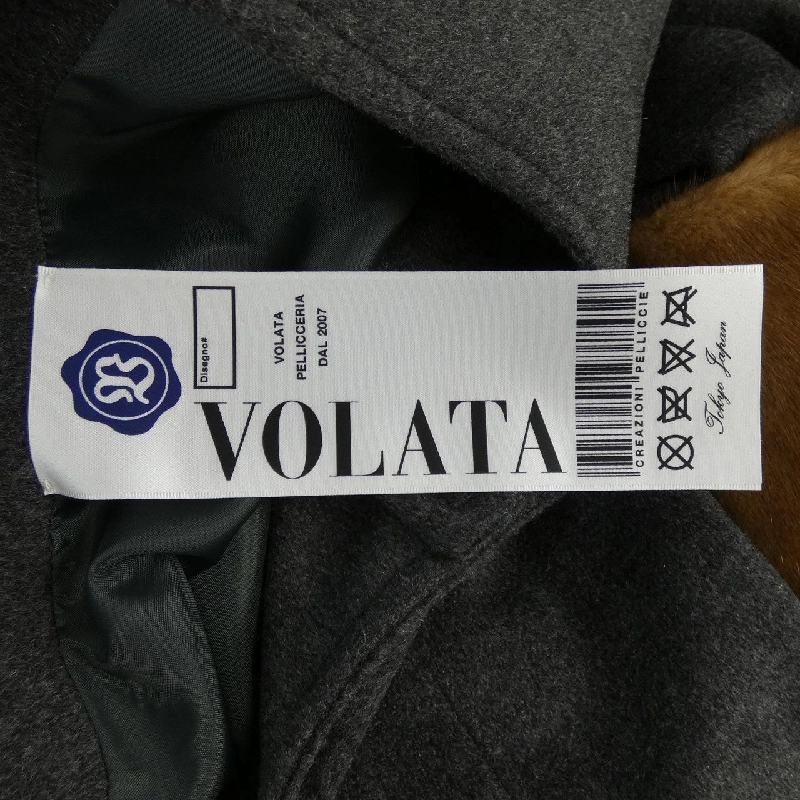 Disegno#
VOLATA
PELLICCERIA
DAL 2007
VOLATA
CREAZIONI PELLICCIE
Tokyo Japan